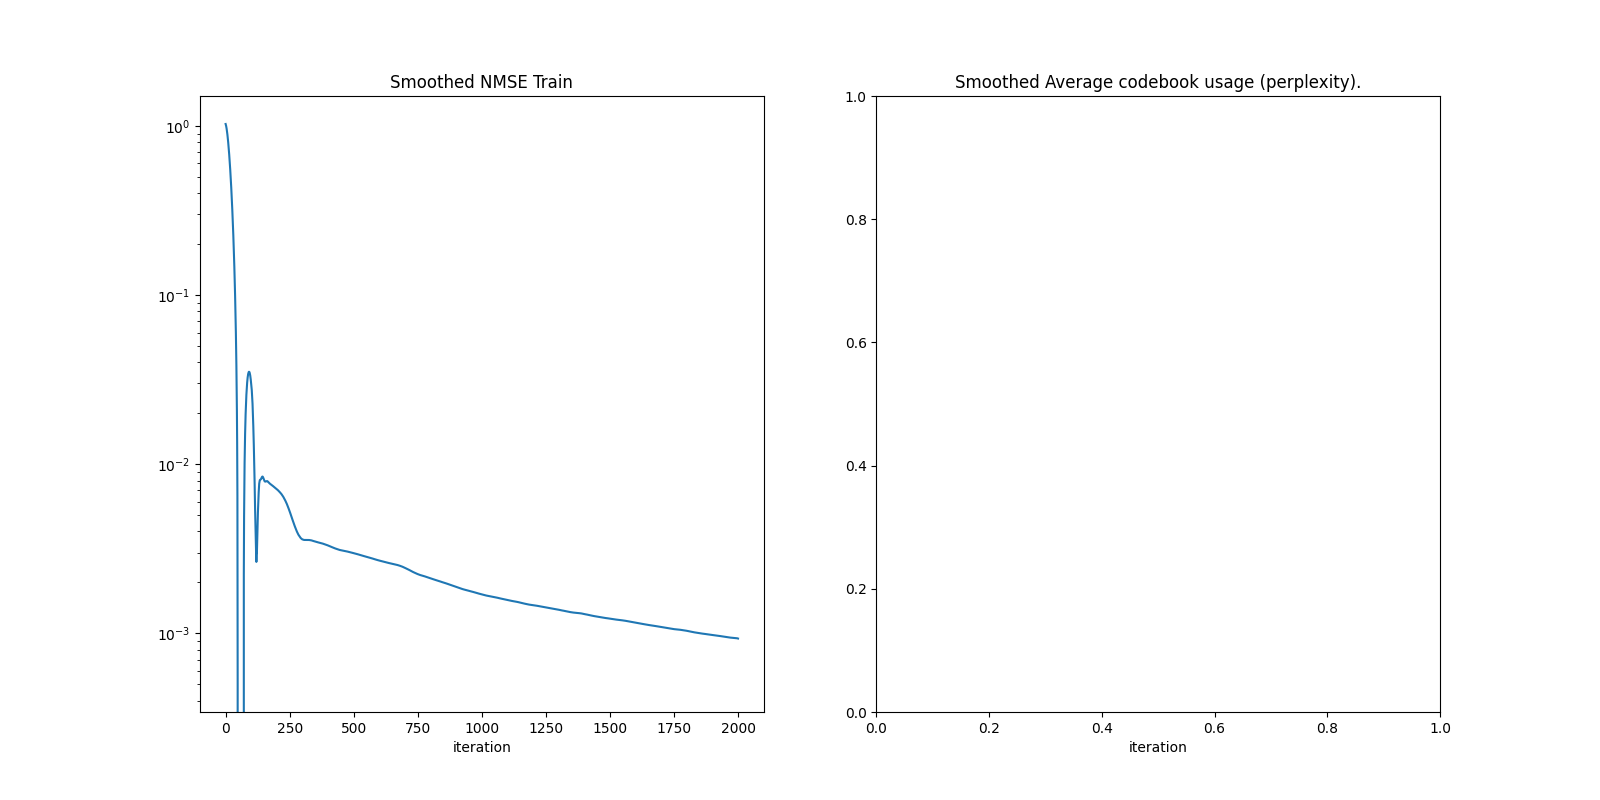 Smoothed NMSE Train
10⁰
10⁻¹
10⁻²
10⁻³
0 250 500 750 1000 1250 1500 1750 2000
iteration
Smoothed Average codebook usage (perplexity).
1.0
0.8
0.6
0.4
0.2
0.0
0.0 0.2 0.4 0.6 0.8 1.0
iteration